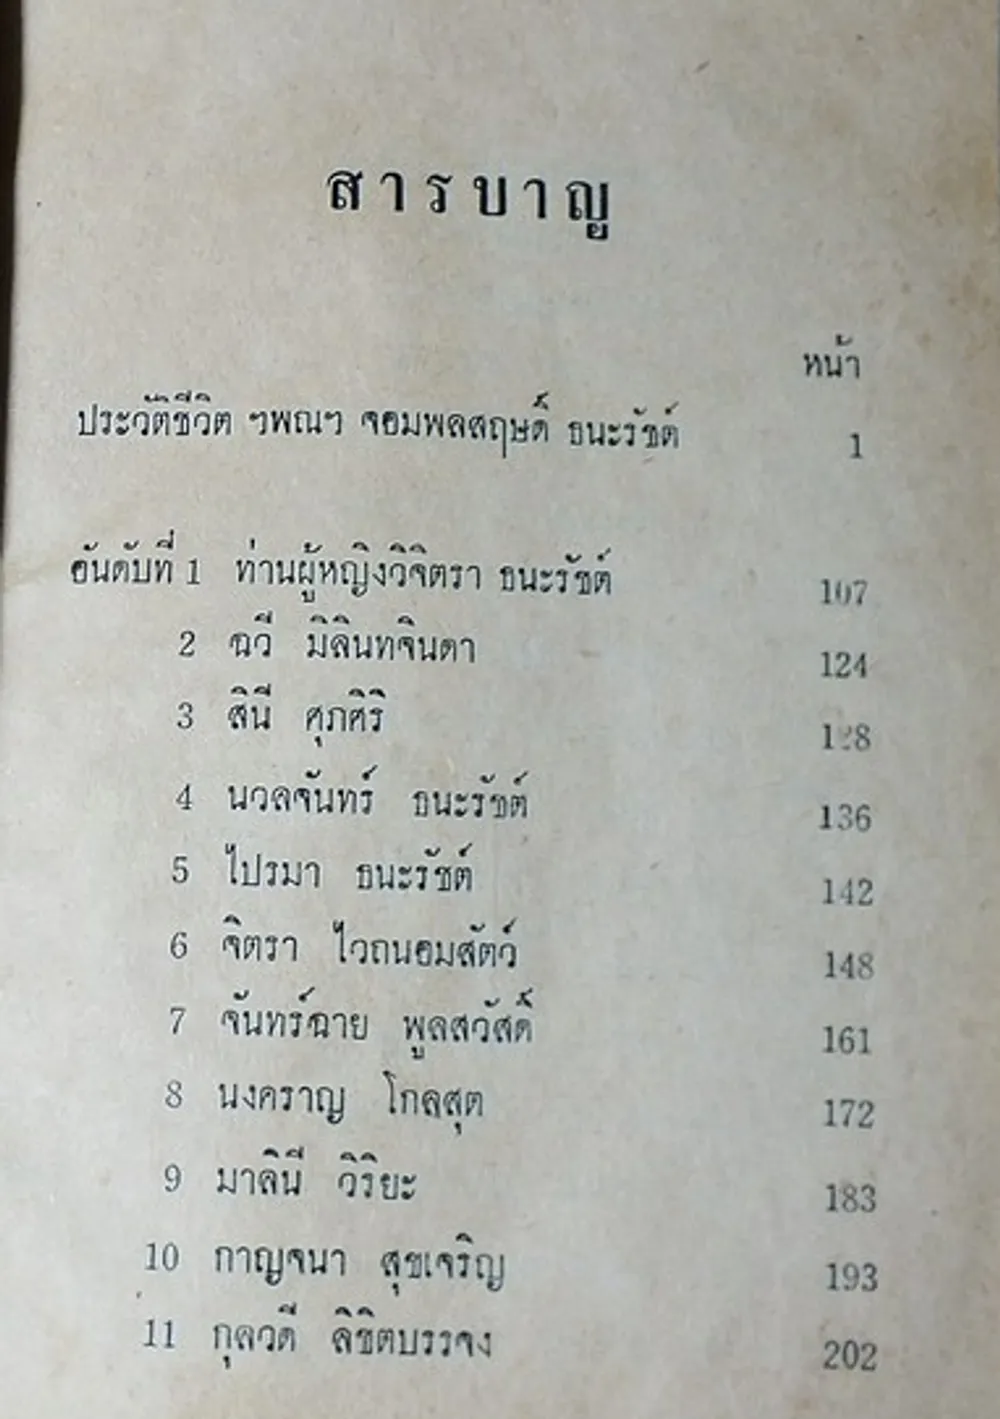 สารบาญ
หน้า
ประวัติชีวิต ฯพณฯ จอมพลสฤษดิ์ ธนะรัชต์ 1
อันดับที่ 1 ท่านผู้หญิงวิจิตรา ธนะรัชต์ 107
2 ฉวี มิลินทจินดา 124
3 สินี ศุภศิริ 128
4 นวลจันทร์ ธนะรัชต์ 136
5 ไปรมา ธนะรัชต์ 142
6 จิตรา ไวถนอมสัตว์ 148
7 จันทร์ฉาย พูลสวัสดิ์ 161
8 นงคราญ โกลสุต 172
9 มาลินี วิริยะ 183
10 กาญจนา สุขเจริญ 193
11 กุลวดี ลิขิตบรรจง 202